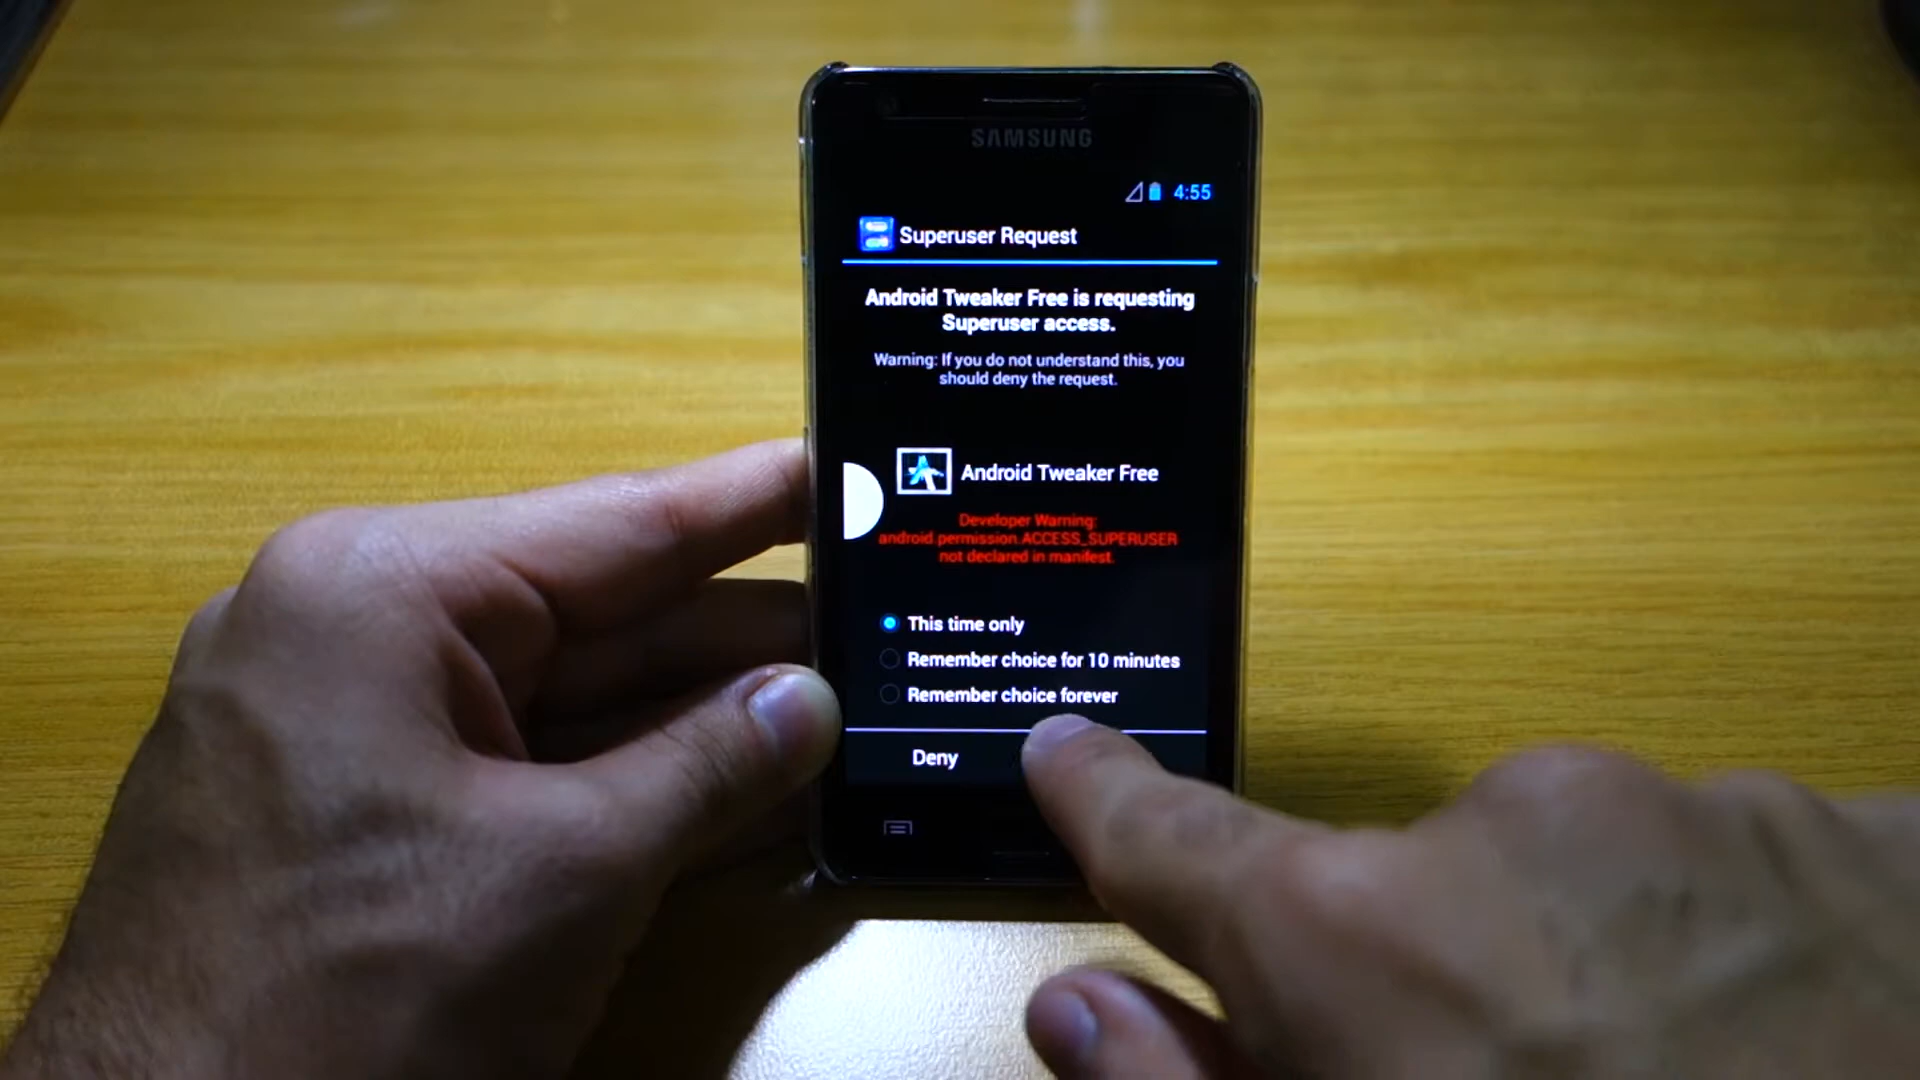 SAMSUNG
4:55
Superuser Request
Android Tweaker Free is requesting
Superuser access.
Warning: If you do not understand this, you
should deny the request.
Android Tweaker Free
Developer Warning:
android.permission.ACCESS_SUPERUSER
not declared in manifest.
This time only
Remember choice for 10 minutes
Remember choice forever
Deny